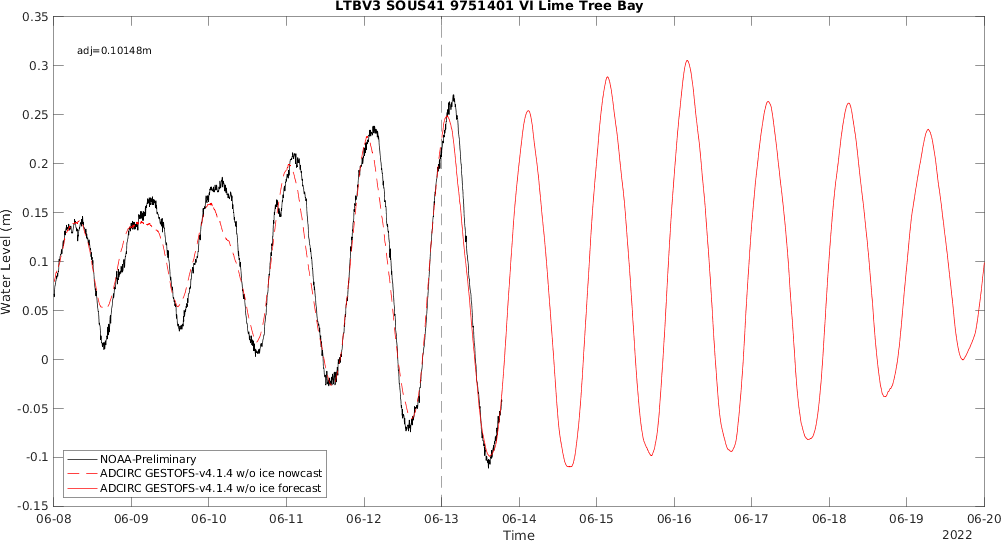 LTBV3 SOUS41 9751401 VI Lime Tree Bay
adj=0.10148m
Water Level (m)
0.35
0.3
0.25
0.2
0.15
0.1
0.05
0
-0.05
-0.1
-0.15
NOAA-Preliminary
ADCIRC GESTOFS-v4.1.4 w/o ice nowcast
ADCIRC GESTOFS-v4.1.4 w/o ice forecast
06-08 06-09 06-10 06-11 06-12 06-13 06-14 06-15 06-16 06-17 06-18 06-19 06-20
Time
2022